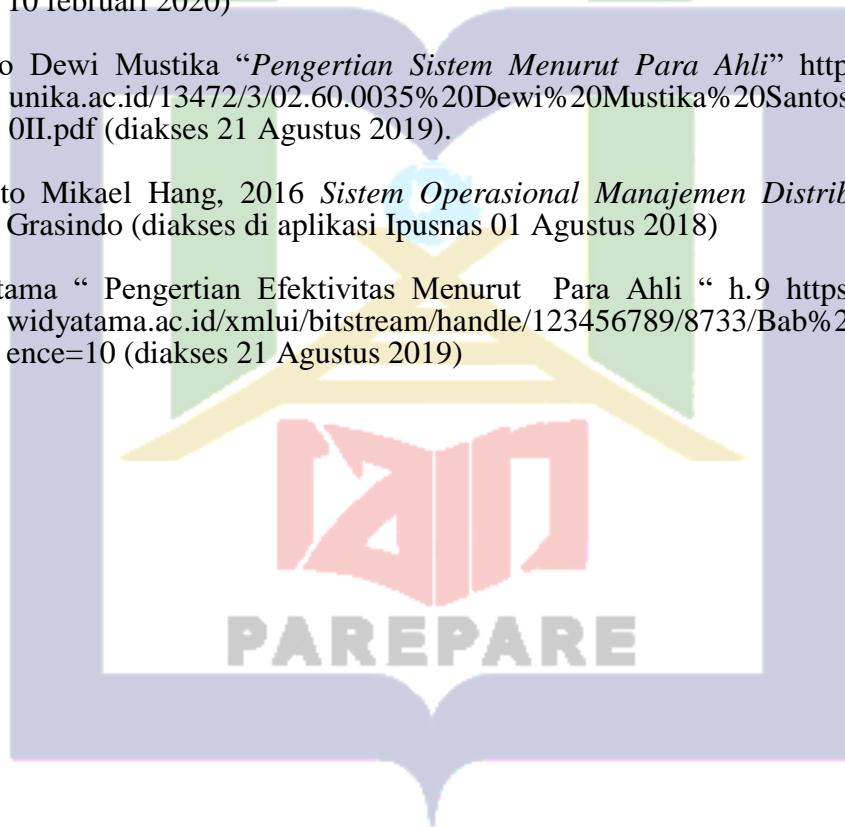 10 februari 2020)
o Dewi Mustika “Pengertian Sistem Menurut Para Ahli” http
unika.ac.id/13472/3/02.60.0035%20Dewi%20Mustika%20Santos
0II.pdf (diakses 21 Agustus 2019).
to Mikael Hang, 2016 Sistem Operasional Manajemen Distrib
Grasindo (diakses di aplikasi Ipusnas 01 Agustus 2018)
tama “ Pengertian Efektivitas Menurut Para Ahli “ h.9 https
widyatama.ac.id/xmlui/bitstream/handle/123456789/8733/Bab%2
ence=10 (diakses 21 Agustus 2019)
iain
PAREPARE